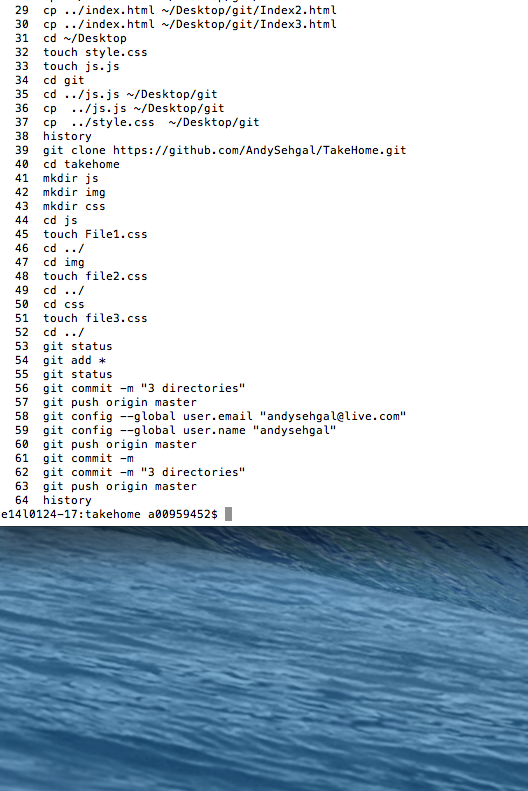 29 cp ../index.html ~/Desktop/git/Index2.html
30 cp ../index.html ~/Desktop/git/Index3.html
31 cd ~/Desktop
32 touch style.css
33 touch js.js
34 cd git
35 cd ../js.js ~/Desktop/git
36 cp  ../js.js ~/Desktop/git
37 cp  ../style.css  ~/Desktop/git
38 history
39 git clone https://github.com/AndySehgal/TakeHome.git
40 cd takehome
41 mkdir js
42 mkdir img
43 mkdir css
44 cd js
45 touch File1.css
46 cd ../
47 cd img
48 touch file2.css
49 cd ../
50 cd css
51 touch file3.css
52 cd ../
53 git status
54 git add *
55 git status
56 git commit -m "3 directories"
57 git push origin master
58 git config --global user.email "andysehgal@live.com"
59 git config --global user.name "andysehgal"
60 git push origin master
61 git commit -m
62 git commit -m "3 directories"
63 git push origin master
64 history
e14l0124-17:takehome a00959452$